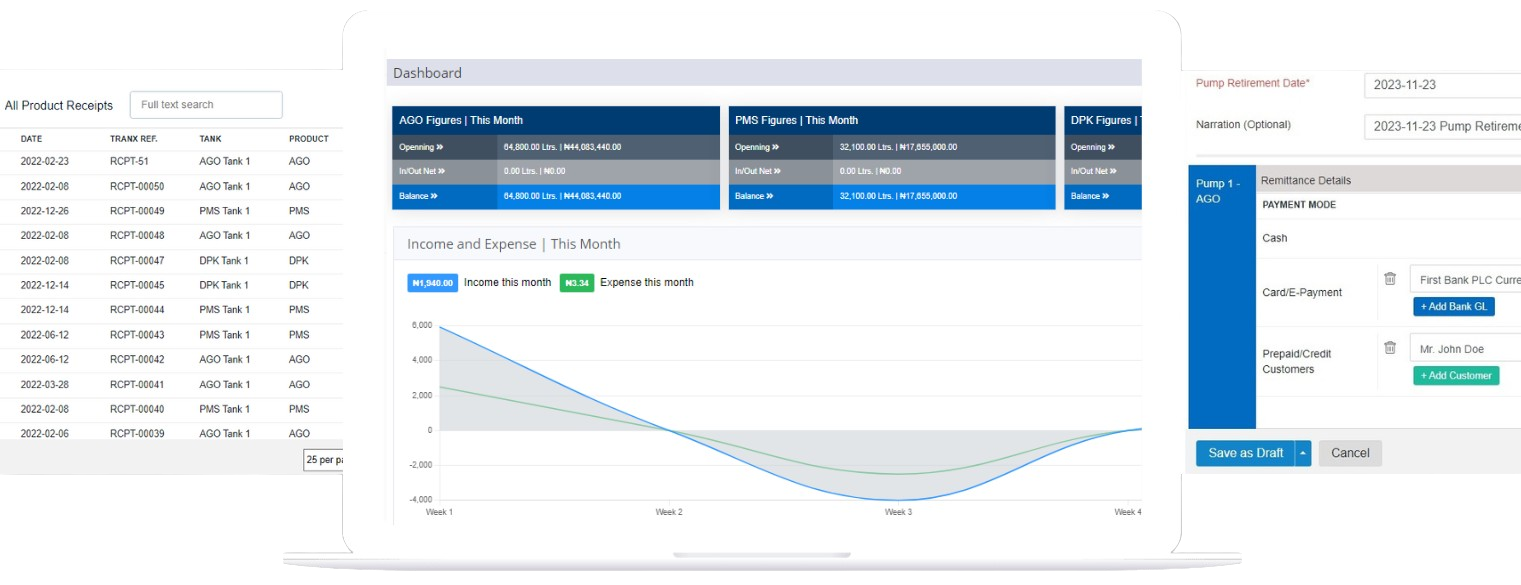 All Product Receipts Full text search
DATE TRANX REF. TANK PRODUCT
2022-02-23 RCPT-51 AGO Tank 1 AGO
2022-02-08 RCPT-00050 AGO Tank 1 AGO
2022-12-26 RCPT-00049 PMS Tank 1 PMS
2022-02-08 RCPT-00048 AGO Tank 1 AGO
2022-02-08 RCPT-00047 DPK Tank 1 DPK
2022-12-14 RCPT-00045 DPK Tank 1 DPK
2022-12-14 RCPT-00044 PMS Tank 1 PMS
2022-06-12 RCPT-00043 PMS Tank 1 PMS
2022-06-12 RCPT-00042 AGO Tank 1 AGO
2022-03-28 RCPT-00041 AGO Tank 1 AGO
2022-02-08 RCPT-00040 PMS Tank 1 PMS
2022-02-06 RCPT-00039 AGO Tank 1 AGO
25 per pa
Dashboard
AGO Figures | This Month
Openning » 64,800.00 Ltrs. | ₦44,083,440.00
In/Out Net » 0.00 Ltrs. | ₦0.00
Balance » 64,800.00 Ltrs. | ₦44,083,440.00
PMS Figures | This Month
Openning » 32,100.00 Ltrs. | ₦17,655,000.00
In/Out Net » 0.00 Ltrs. | ₦0.00
Balance » 32,100.00 Ltrs. | ₦17,655,000.00
DPK Figures |
Openning »
In/Out Net »
Balance »
Income and Expense | This Month
₦1,940.00 Income this month ₦3.34 Expense this month
6,000
4,000
2,000
0
-2,000
-4,000
Week 1 Week 2 Week 3 Week 4
Pump Retirement Date* 2023-11-23
Narration (Optional) 2023-11-23 Pump Retireme
Pump 1 -
AGO
Remittance Details
PAYMENT MODE
Cash
Card/E-Payment First Bank PLC Curre
+ Add Bank GL
Prepaid/Credit
Customers
Mr. John Doe
+ Add Customer
Save as Draft Cancel